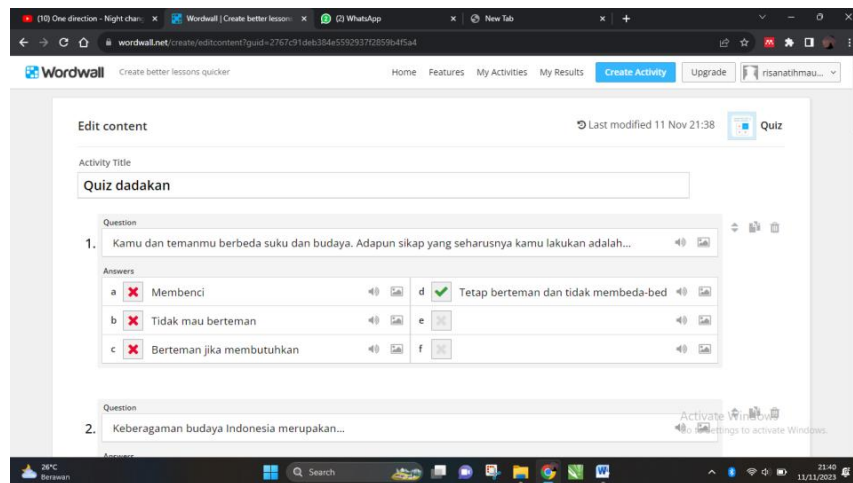 (10) One direction - Night chan
Wordwall | Create better lesson
(2) WhatsApp
New Tab
wordwall.net/create/editcontent?guid=2767c91deb384e5592937f2859b4f5a4
Wordwall Create better lessons quicker Home Features My Activities My Results Create Activity Upgrade risanatihmau...
Edit content Last modified 11 Nov 21:38 Quiz
Activity Title
Quiz dadakan
Question
1. Kamu dan temanmu berbeda suku dan budaya. Adapun sikap yang seharusnya kamu lakukan adalah...
Answers
a Membenci d Tetap berteman dan tidak membeda-bed
b Tidak mau berteman e
c Berteman jika membutuhkan f
Question
2. Keberagaman budaya Indonesia merupakan...
Answers
Activate Windows
Go to Settings to activate Windows.
26°C
Berawan
Search
21:40
11/11/2023